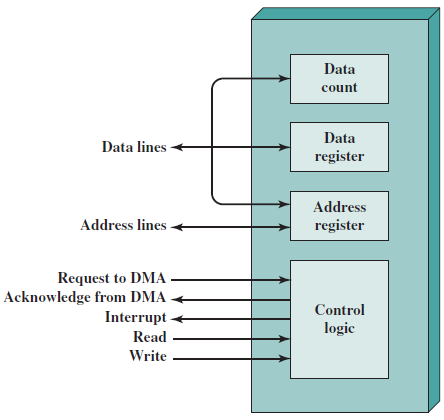 Data
count
Data lines
Data
register
Address
register
Address lines
Request to DMA
Acknowledge from DMA
Interrupt
Read
Write
Control
logic